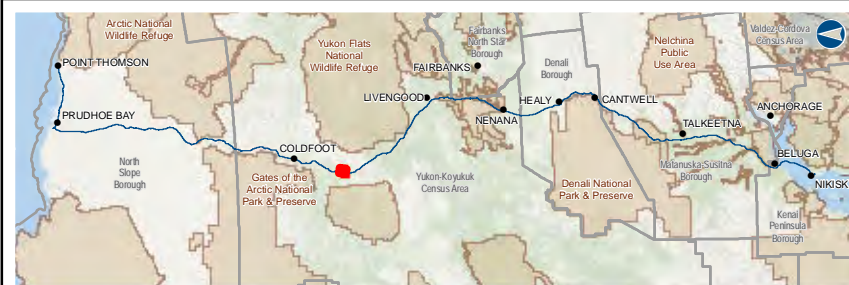 Arctic National
Wildlife Refuge
POINT THOMSON
PRUDHOE BAY
North
Slope
Borough
COLDFOOT
Gates of the
Arctic National
Park & Preserve
Yukon Flats
National
Wildlife Refuge
LIVENGOOD
Fairbanks
North Star
Borough
FAIRBANKS
NENANA
Yukon-Koyukuk
Census Area
Denali
Borough
HEALY
CANTWELL
Denali National
Park & Preserve
Nelchina
Public
Use Area
TALKEETNA
Matanuska-Susitna
Borough
Valdez-Cordova
Census Area
ANCHORAGE
BELUGA
NIKISKI
Kenai
Peninsula
Borough